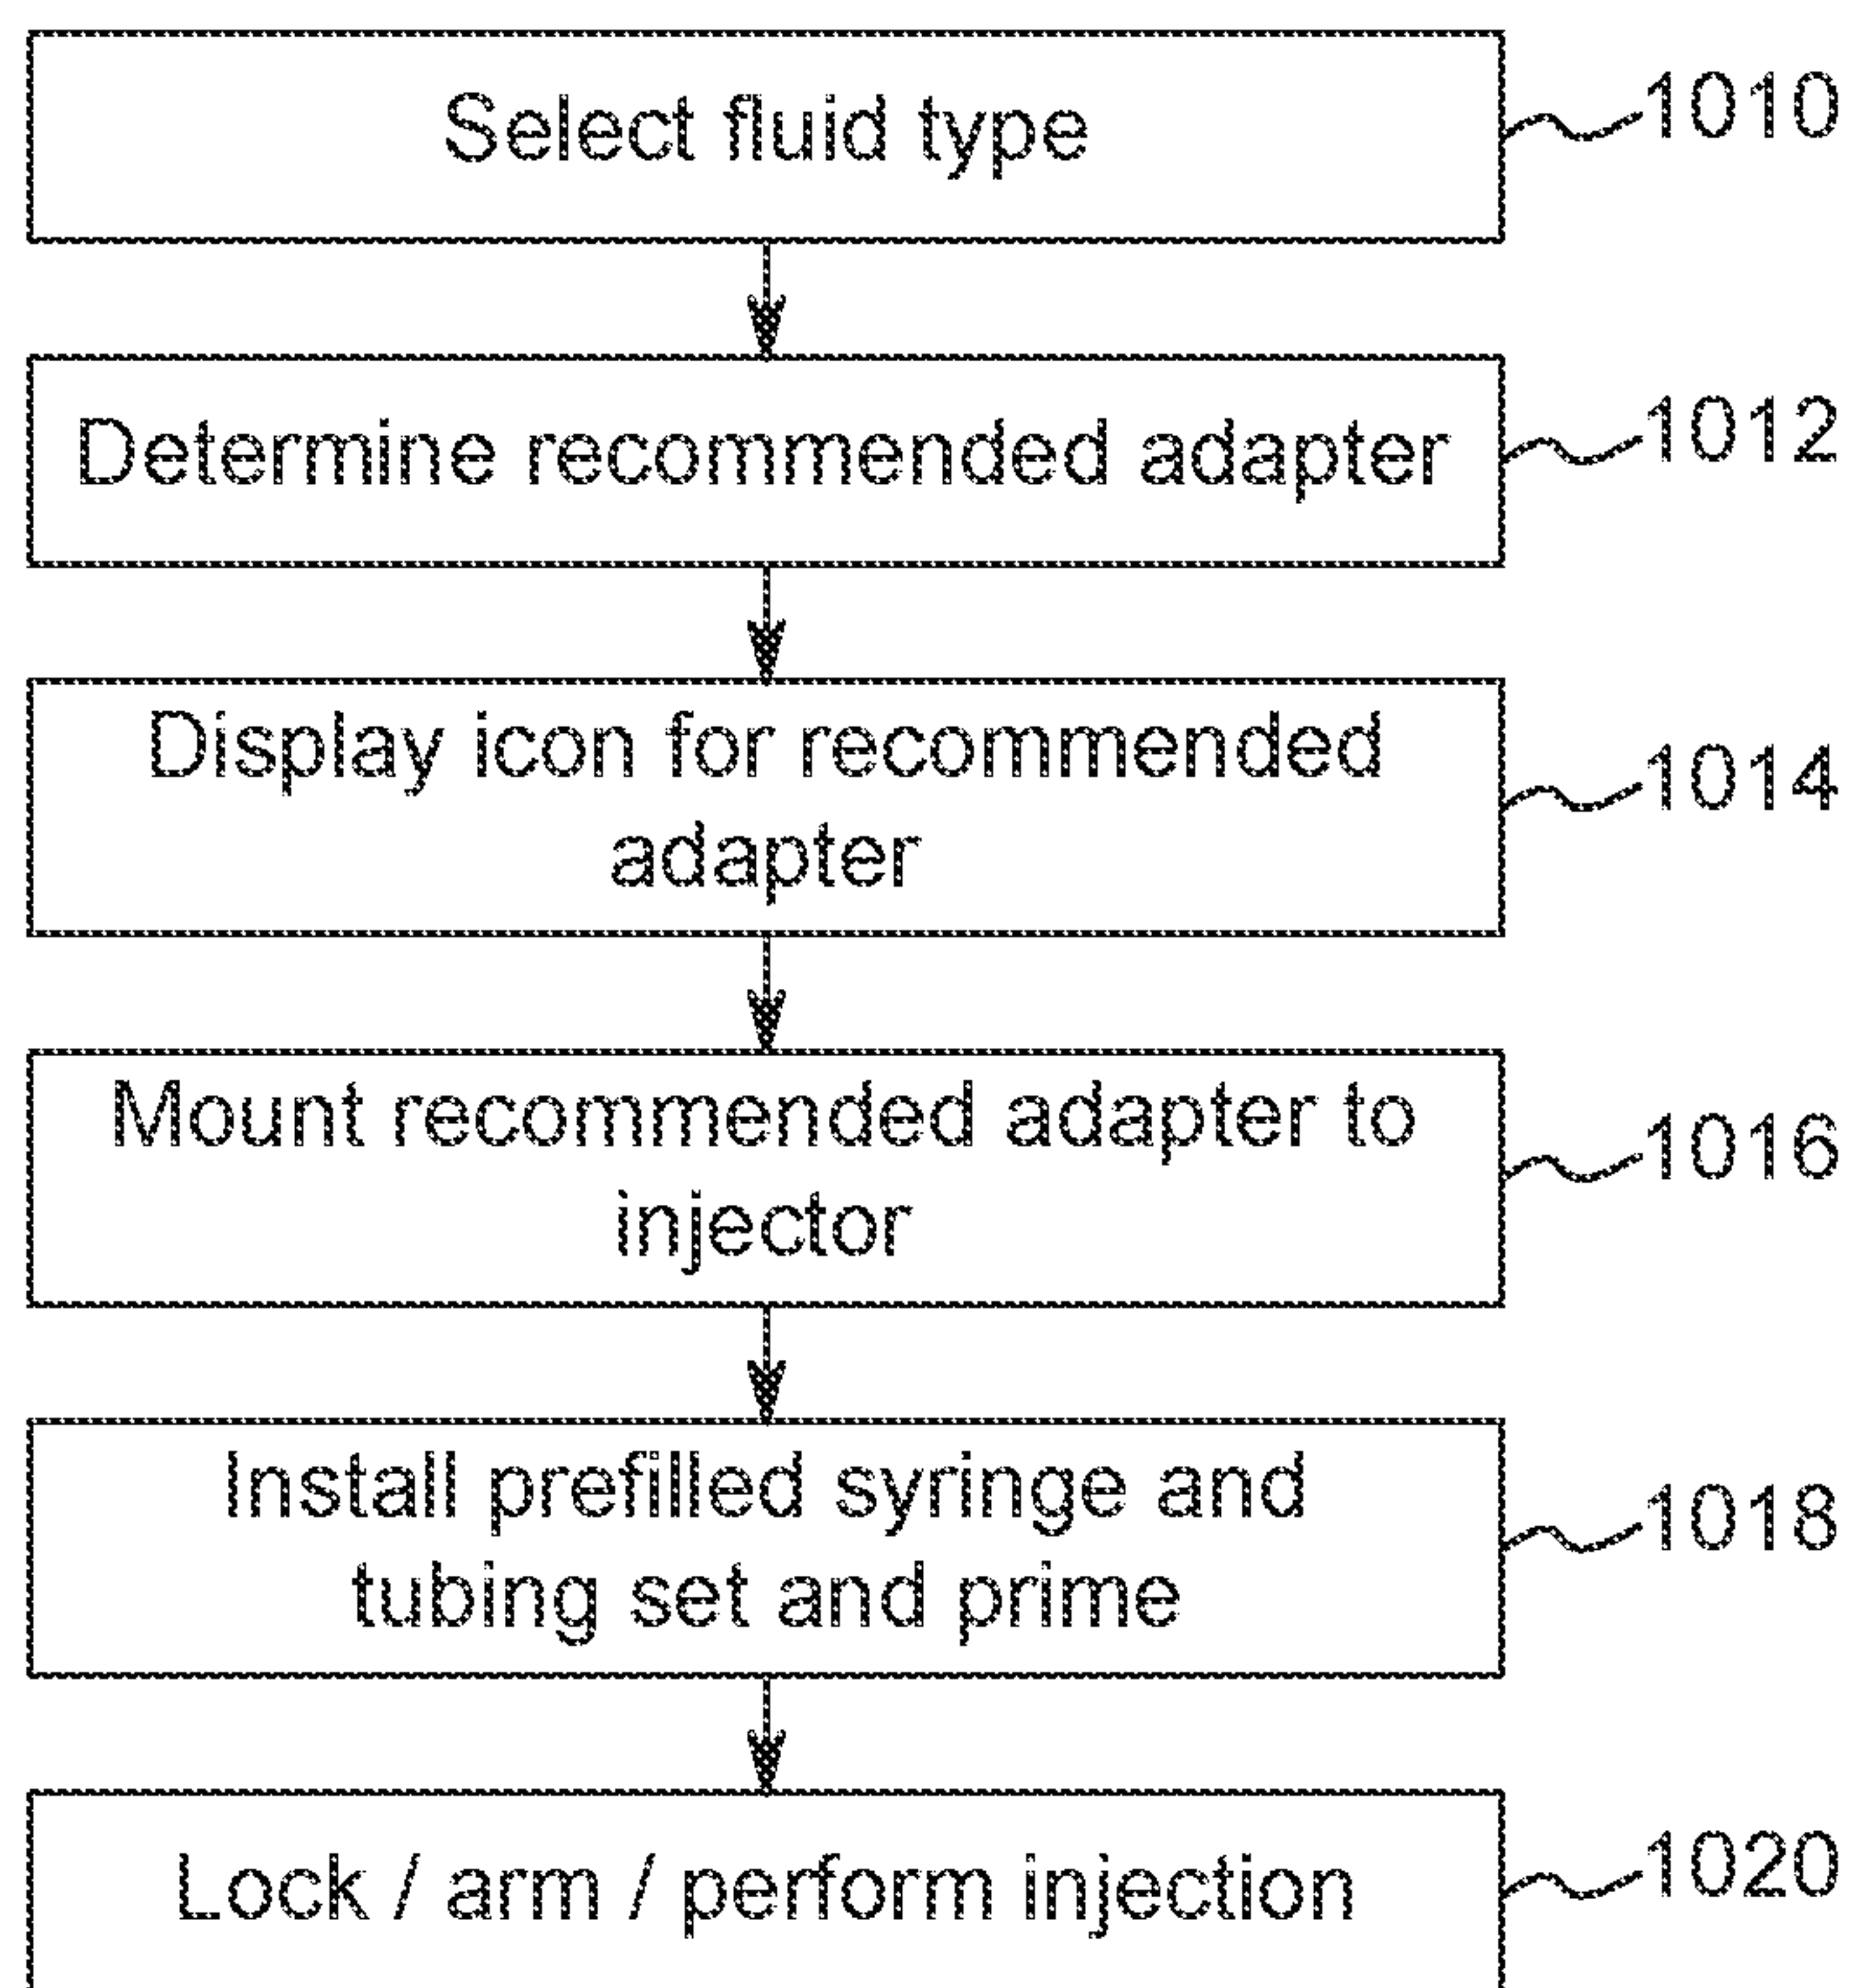 Select fluid type
1010
Determine recommended adapter
1012
Display icon for recommended
adapter
1014
Mount recommended adapter to
injector
1016
Install prefilled syringe and
tubing set and prime
1018
Lock / arm / perform injection
1020